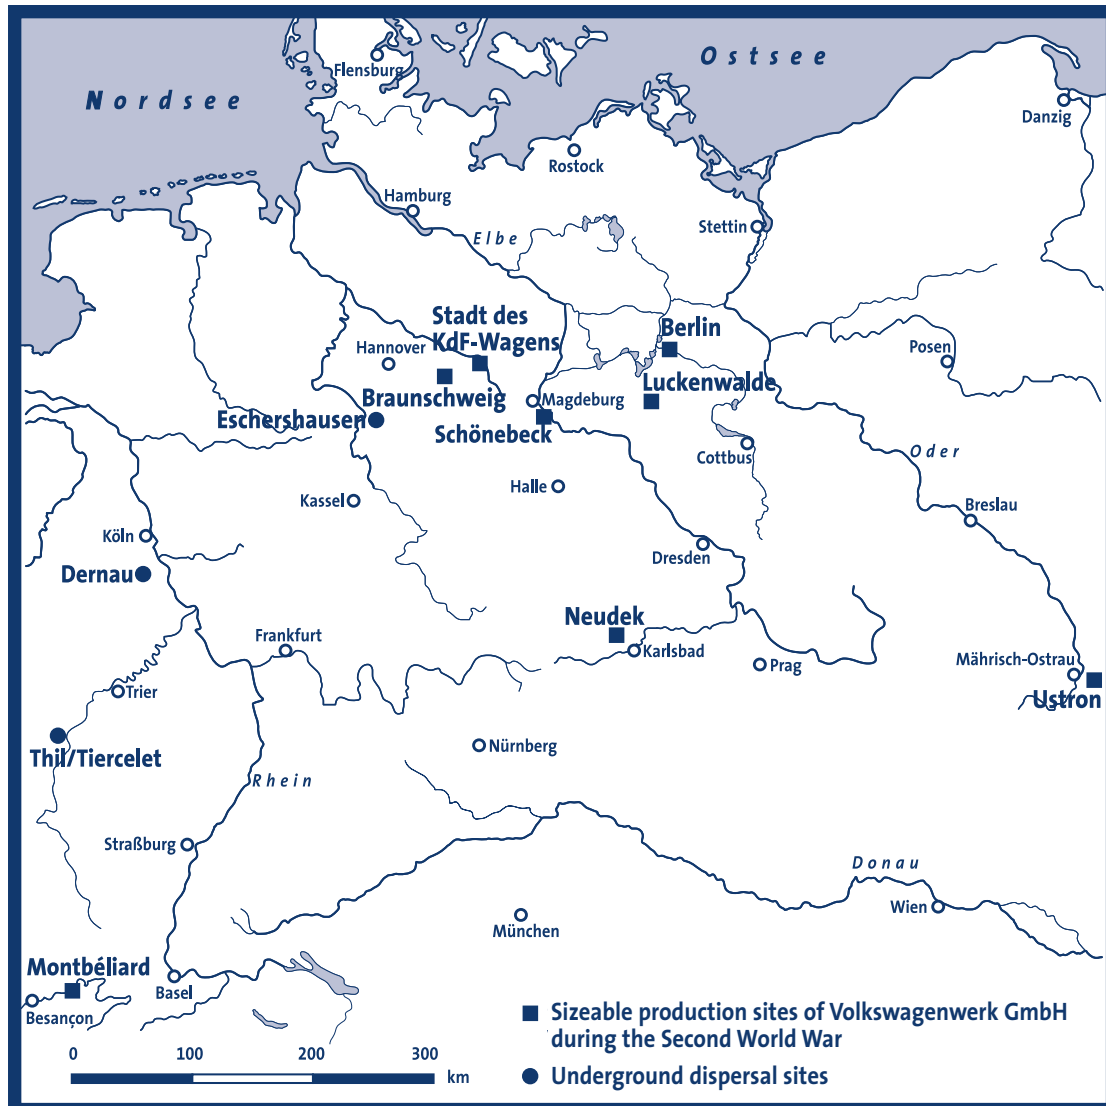 Ostsee
Flensburg
Nordsee
Danzig
Rostock
Hamburg
Stettin
Elbe
Stadt des
KdF-Wagens
Berlin
Hannover
Posen
Luckenwalde
Braunschweig
Magdeburg
Eschershausen
Schönebeck
Oder
Cottbus
Halle
Kassel
Breslau
Köln
Dresden
Dernau
Neudek
Frankfurt
Karlsbad
Mährisch-Ostrau
Prag
Trier
Ustron
Nürnberg
Thil/Tiercelet
Rhein
Straßburg
Donau
Wien
München
Montbéliard
Basel
Besançon
Sizeable production sites of Volkswagenwerk GmbH
during the Second World War
0 100 200 300
km
Underground dispersal sites